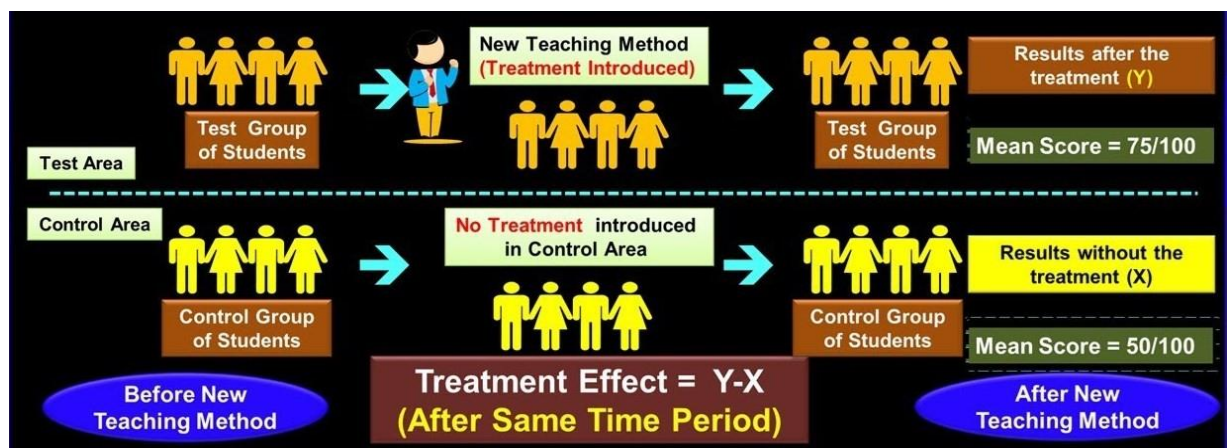 New Teaching Method
(Treatment Introduced)
Results after the
treatment (Y)
Test Group
of Students
Test Group
of Students
Mean Score = 75/100
Test Area
Control Area
No Treatment introduced
in Control Area
Results without the
treatment (X)
Control Group
of Students
Control Group
of Students
Mean Score = 50/100
Before New
Teaching Method
Treatment Effect = Y-X
(After Same Time Period)
After New
Teaching Method